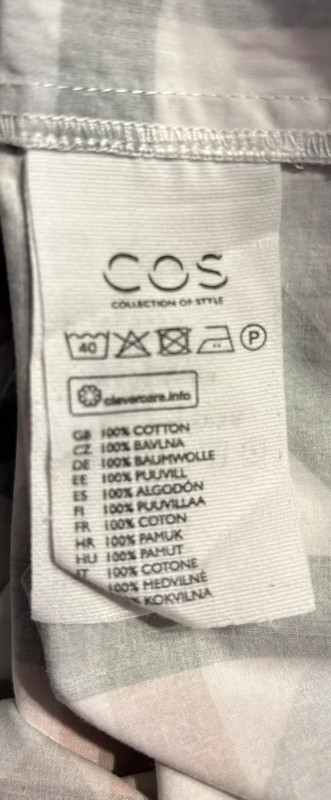 COS
COLLECTION OF STYLE
40 P
clevercare.info
GB 100% COTTON
CZ 100% BAVLNA
DE 100% BAUMWOLLE
EE 100% PUUVILL
ES 100% ALGODÓN
FI 100% PUUVILLAA
FR 100% COTON
HR 100% PAMUK
HU 100% PAMUT
IT 100% COTONE
100% MEDVILNĖ
KOKVILNA